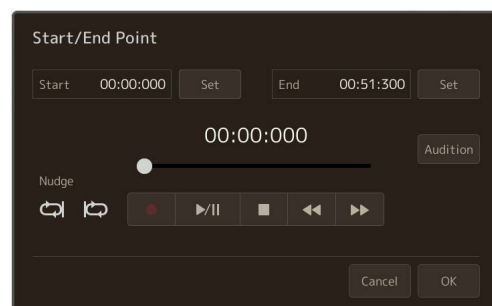 Start/End Point
Start 00:00:000 Set End 00:51:300 Set
00:00:000
Audition
Nudge
Cancel OK